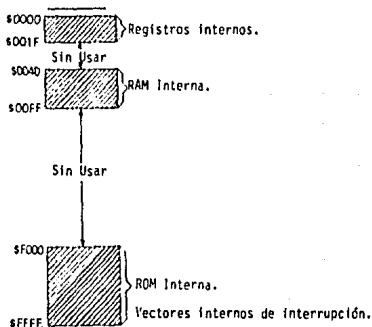 $0000
Registros internos.
$001F
Sin Usar
$0040
RAM Interna.
$00FF
Sin Usar
$F000
ROM Interna.
Vectores internos de interrupción.
$FFFF